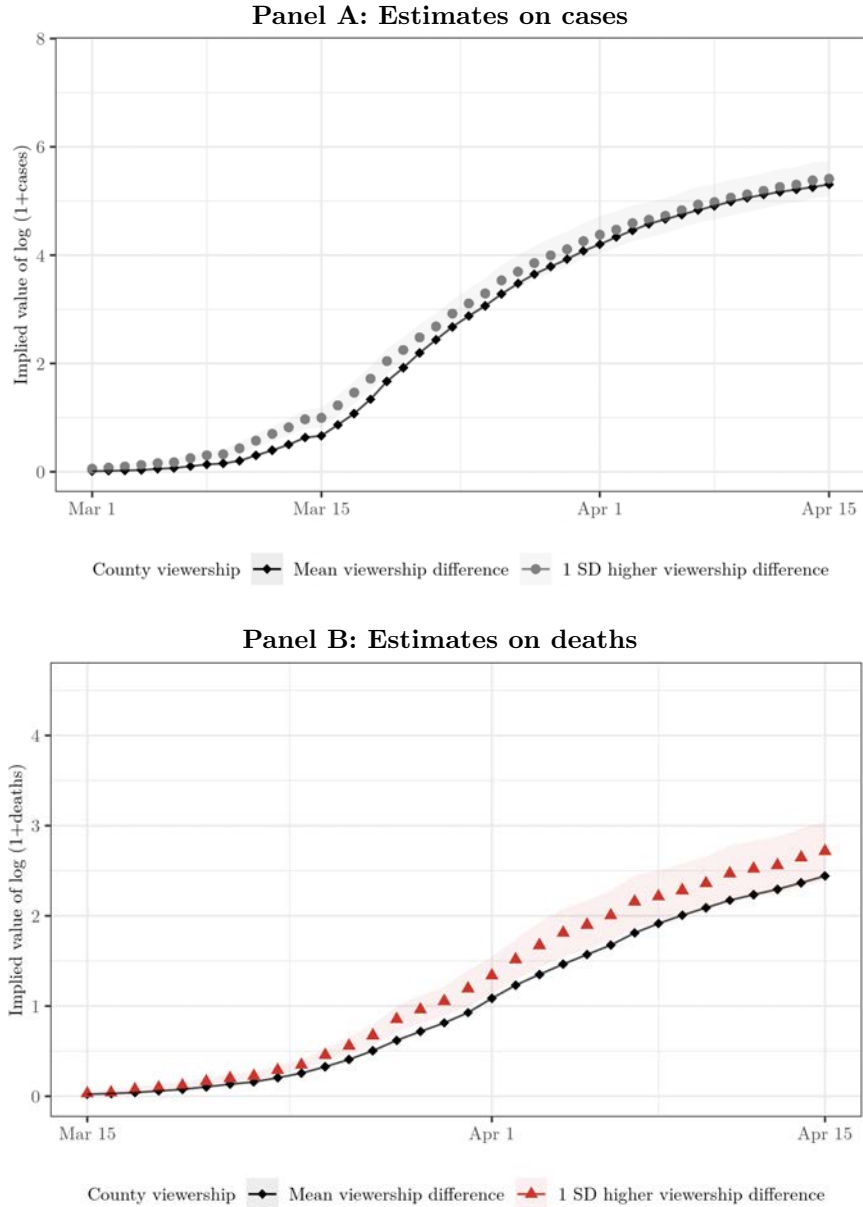 Panel A: Estimates on cases
Implied value of log (1+cases)
8
6
4
2
0
Mar 1 Mar 15 Apr 1 Apr 15
County viewership Mean viewership difference 1 SD higher viewership difference
Panel B: Estimates on deaths
Implied value of log (1+deaths)
4
3
2
1
0
Mar 15 Apr 1 Apr 15
County viewership Mean viewership difference 1 SD higher viewership difference